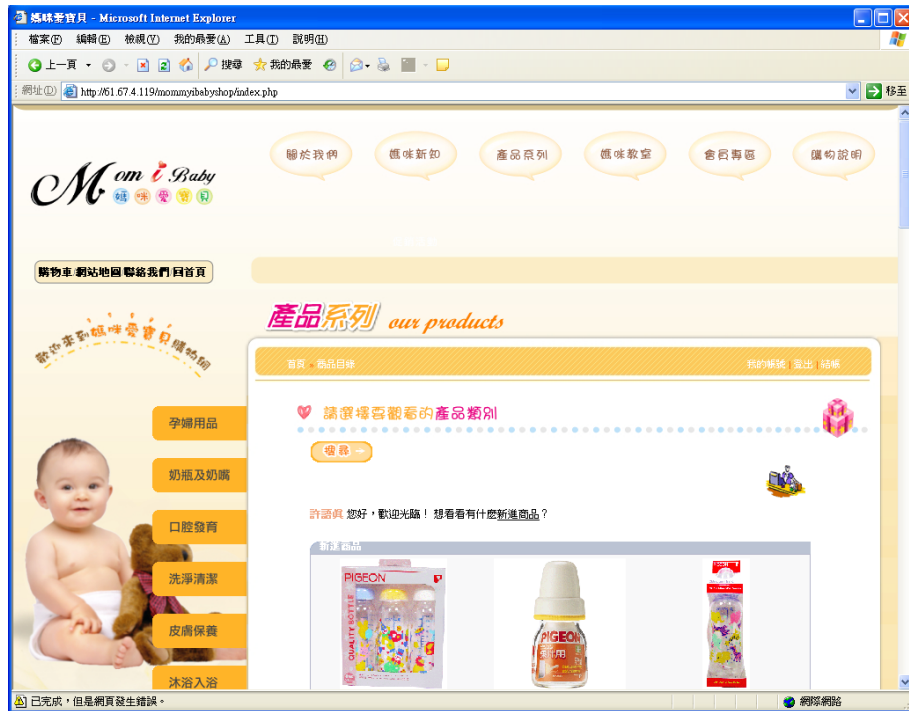 媽咪愛寶貝 - Microsoft Internet Explorer
檔案(F) 編輯(E) 檢視(V) 我的最愛(A) 工具(T) 說明(H)
上一頁 搜尋 我的最愛
網址(D) http://61.67.4.119/mommyibabyshop/index.php 移至
關於我們 媽咪新知 產品系列 媽咪教室 會員專區 購物說明
Mom i Baby
媽咪愛寶貝
購物車 網站地圖 聯絡我們 回首頁
產品系列 our products
歡迎來到媽咪愛寶貝購物網
首頁 » 商品目錄 我的帳號 | 登出 | 結帳
請選擇喜觀看的產品類別
孕婦用品
搜尋
奶瓶及奶嘴
許語真 您好,歡迎光臨! 想看看有什麼新進商品?
口腔發育
新進商品
洗淨清潔
PIGEON
QUALITY BOTTLE
PIGEON
皮膚保養
沐浴入浴
已完成,但是網頁發生錯誤。 網際網路